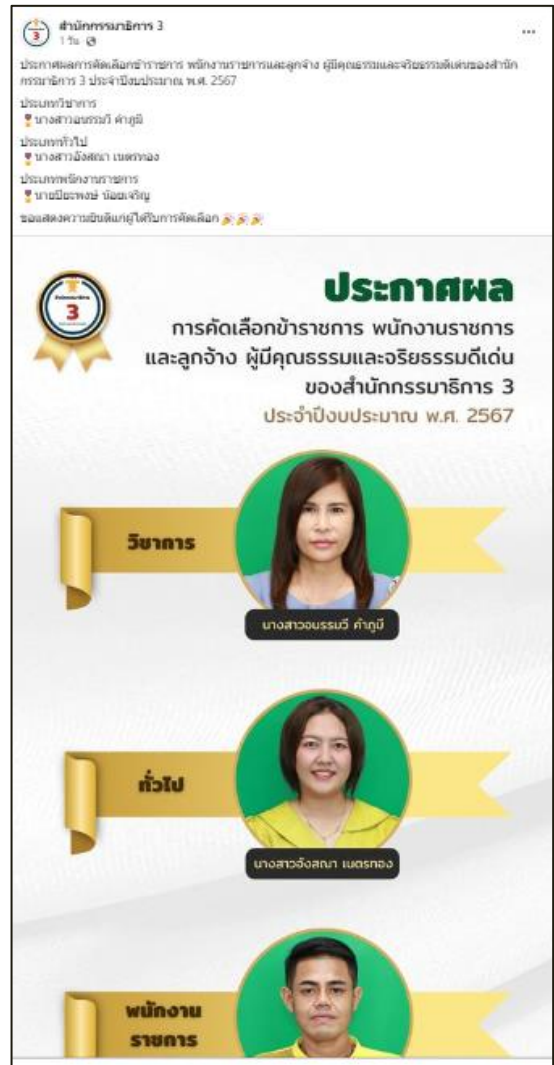 สำนักกรรมาธิการ 3
1 วัน
ประกาศผลการคัดเลือกข้าราชการ พนักงานราชการและลูกจ้าง ผู้มีคุณธรรมและจริยธรรมดีเด่นของสำนัก
กรรมาธิการ 3 ประจำปีงบประมาณ พ.ศ. 2567
ประเภทวิชาการ
🎖️นางสาวอนรรมวี คำภูมี
ประเภททั่วไป
🎖️นางสาวอังสณา เนตรทอง
ประเภทพนักงานราชการ
🎖️นายปิยะพงษ์ น้อยเจริญ
ขอแสดงความยินดีแก่ผู้ได้รับการคัดเลือก 🎉🎉🎉
3
ประกาศผล
การคัดเลือกข้าราชการ พนักงานราชการ
และลูกจ้าง ผู้มีคุณธรรมและจริยธรรมดีเด่น
ของสำนักกรรมาธิการ 3
ประจำปีงบประมาณ พ.ศ. 2567
วิชาการ
นางสาวอนรรมวี คำภูมี
ทั่วไป
นางสาวอังสณา เนตรทอง
พนักงาน
ราชการ